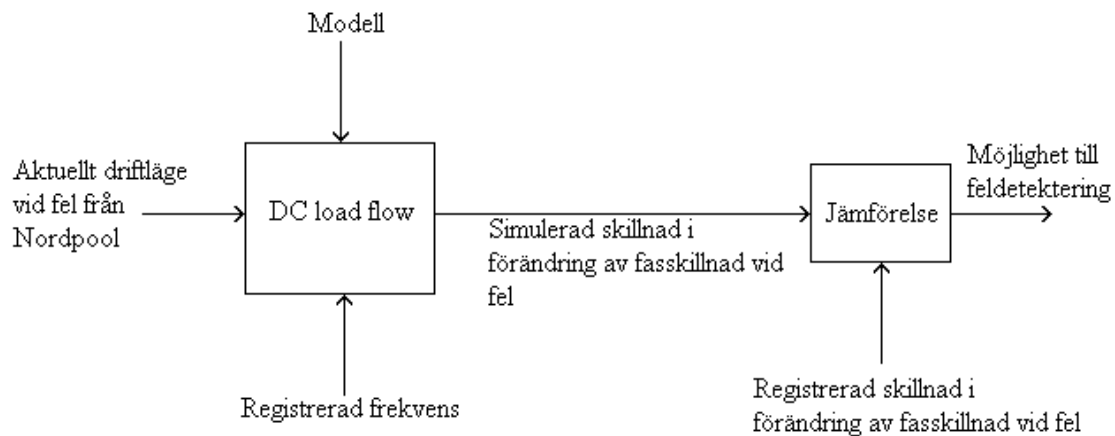 Modell
Aktuellt driftläge
vid fel från
Nordpool
DC load flow
Simulerad skillnad i
förändring av fasskillnad vid
fel
Jämförelse
Möjlighet till
feldetektering
Registrerad frekvens
Registrerad skillnad i
förändring av fasskillnad vid fel